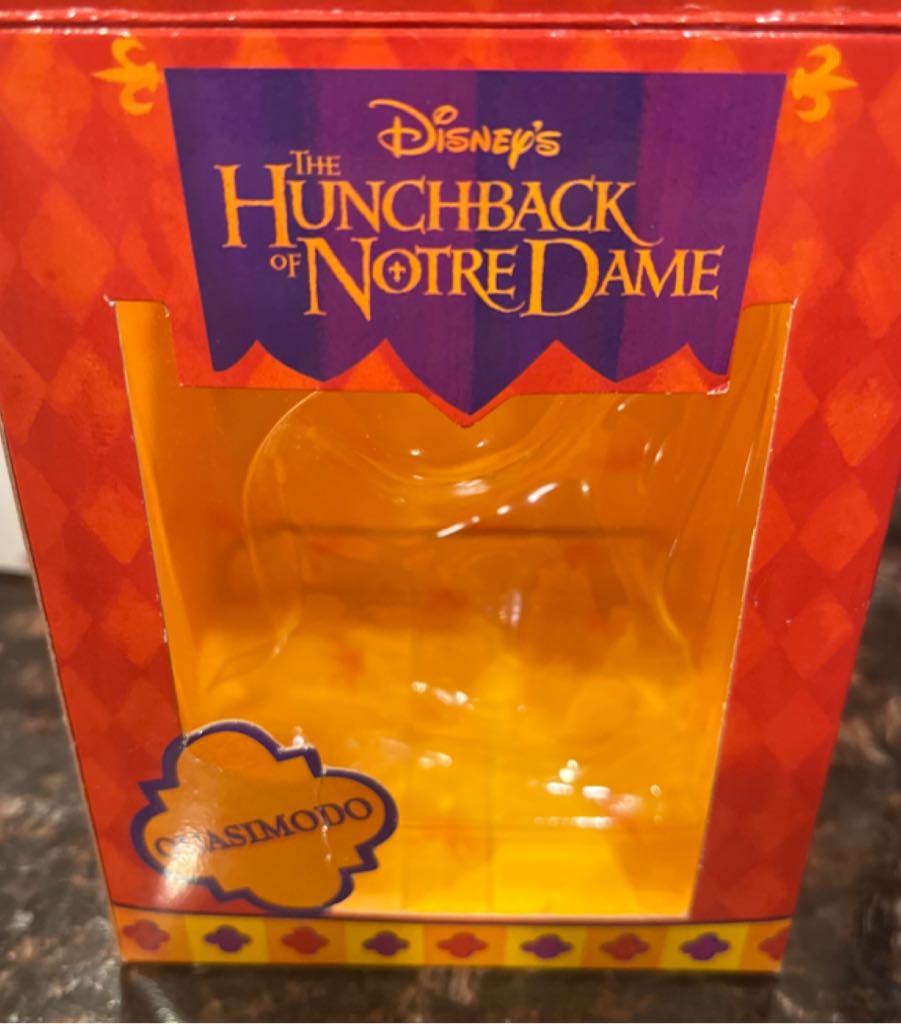 DISNEY'S
THE
HUNCHBACK
OF NOTRE DAME
QUASIMODO